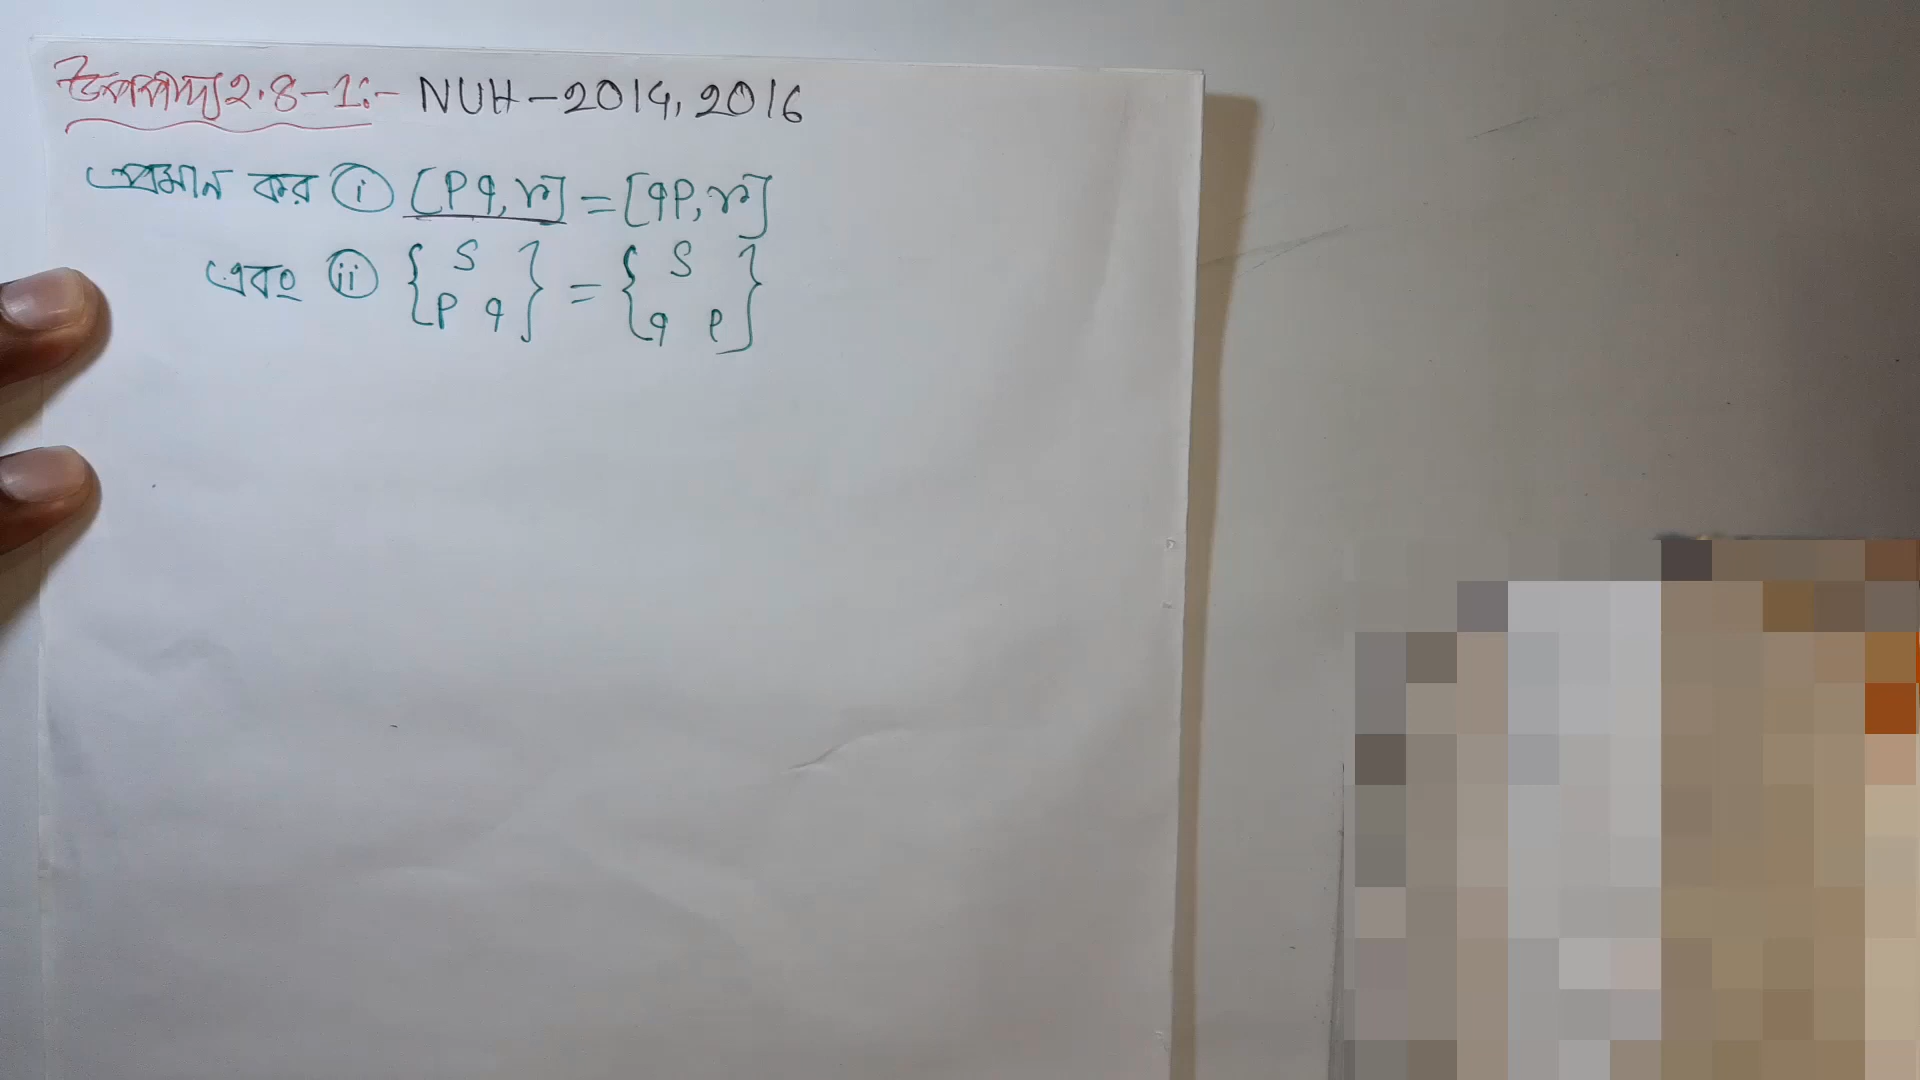 উপপাদ্য ২.৪-1:- NUH-2014, 2016
প্রমান কর (i) [Pq, r] = [qP, r]
এবং (ii) { S P q } = { S q P }